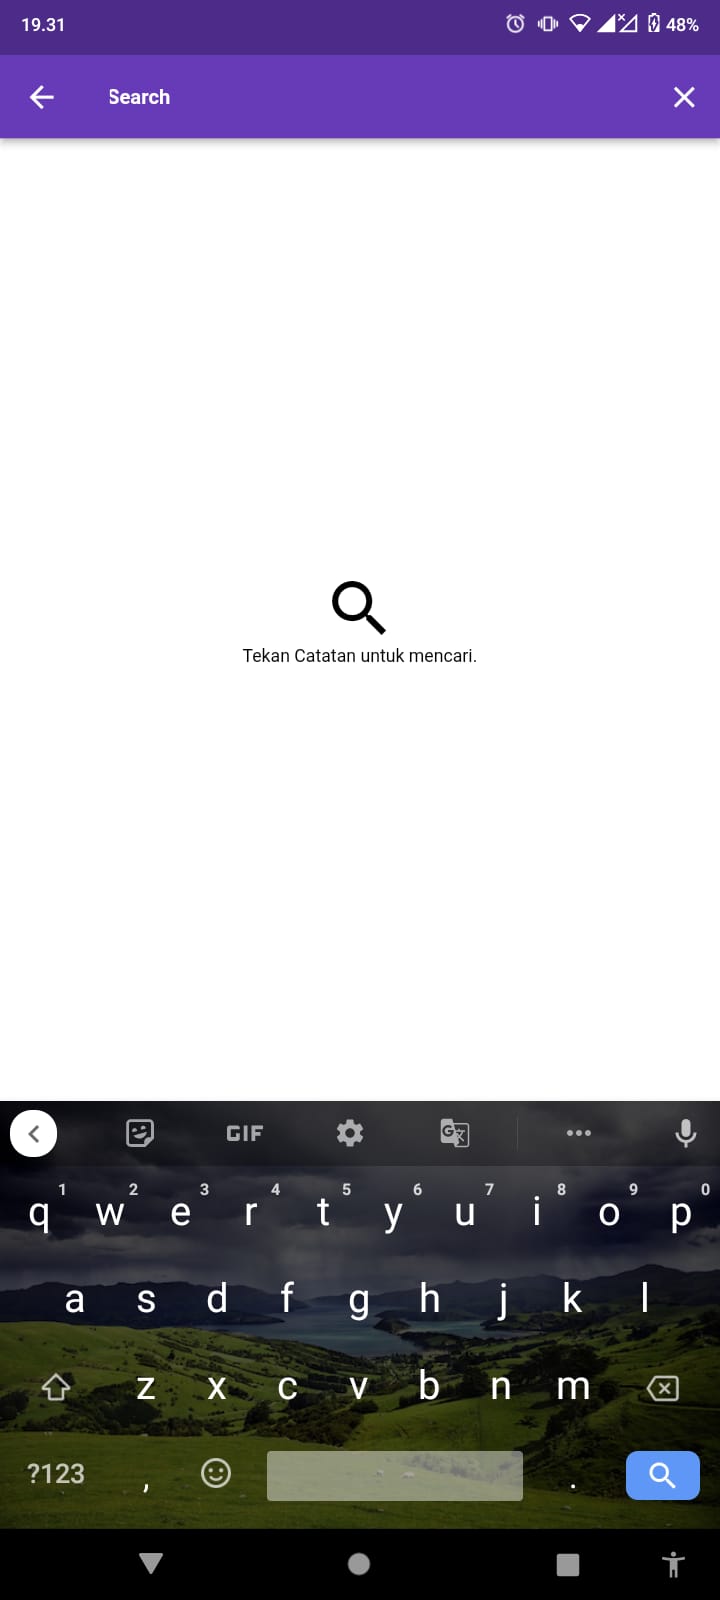 19.31
48%
Search
Tekan Catatan untuk mencari.
GIF
1 2 3 4 5 6 7 8 9 0
q w e r t y u i o p
a s d f g h j k l
z x c v b n m
?123 , .